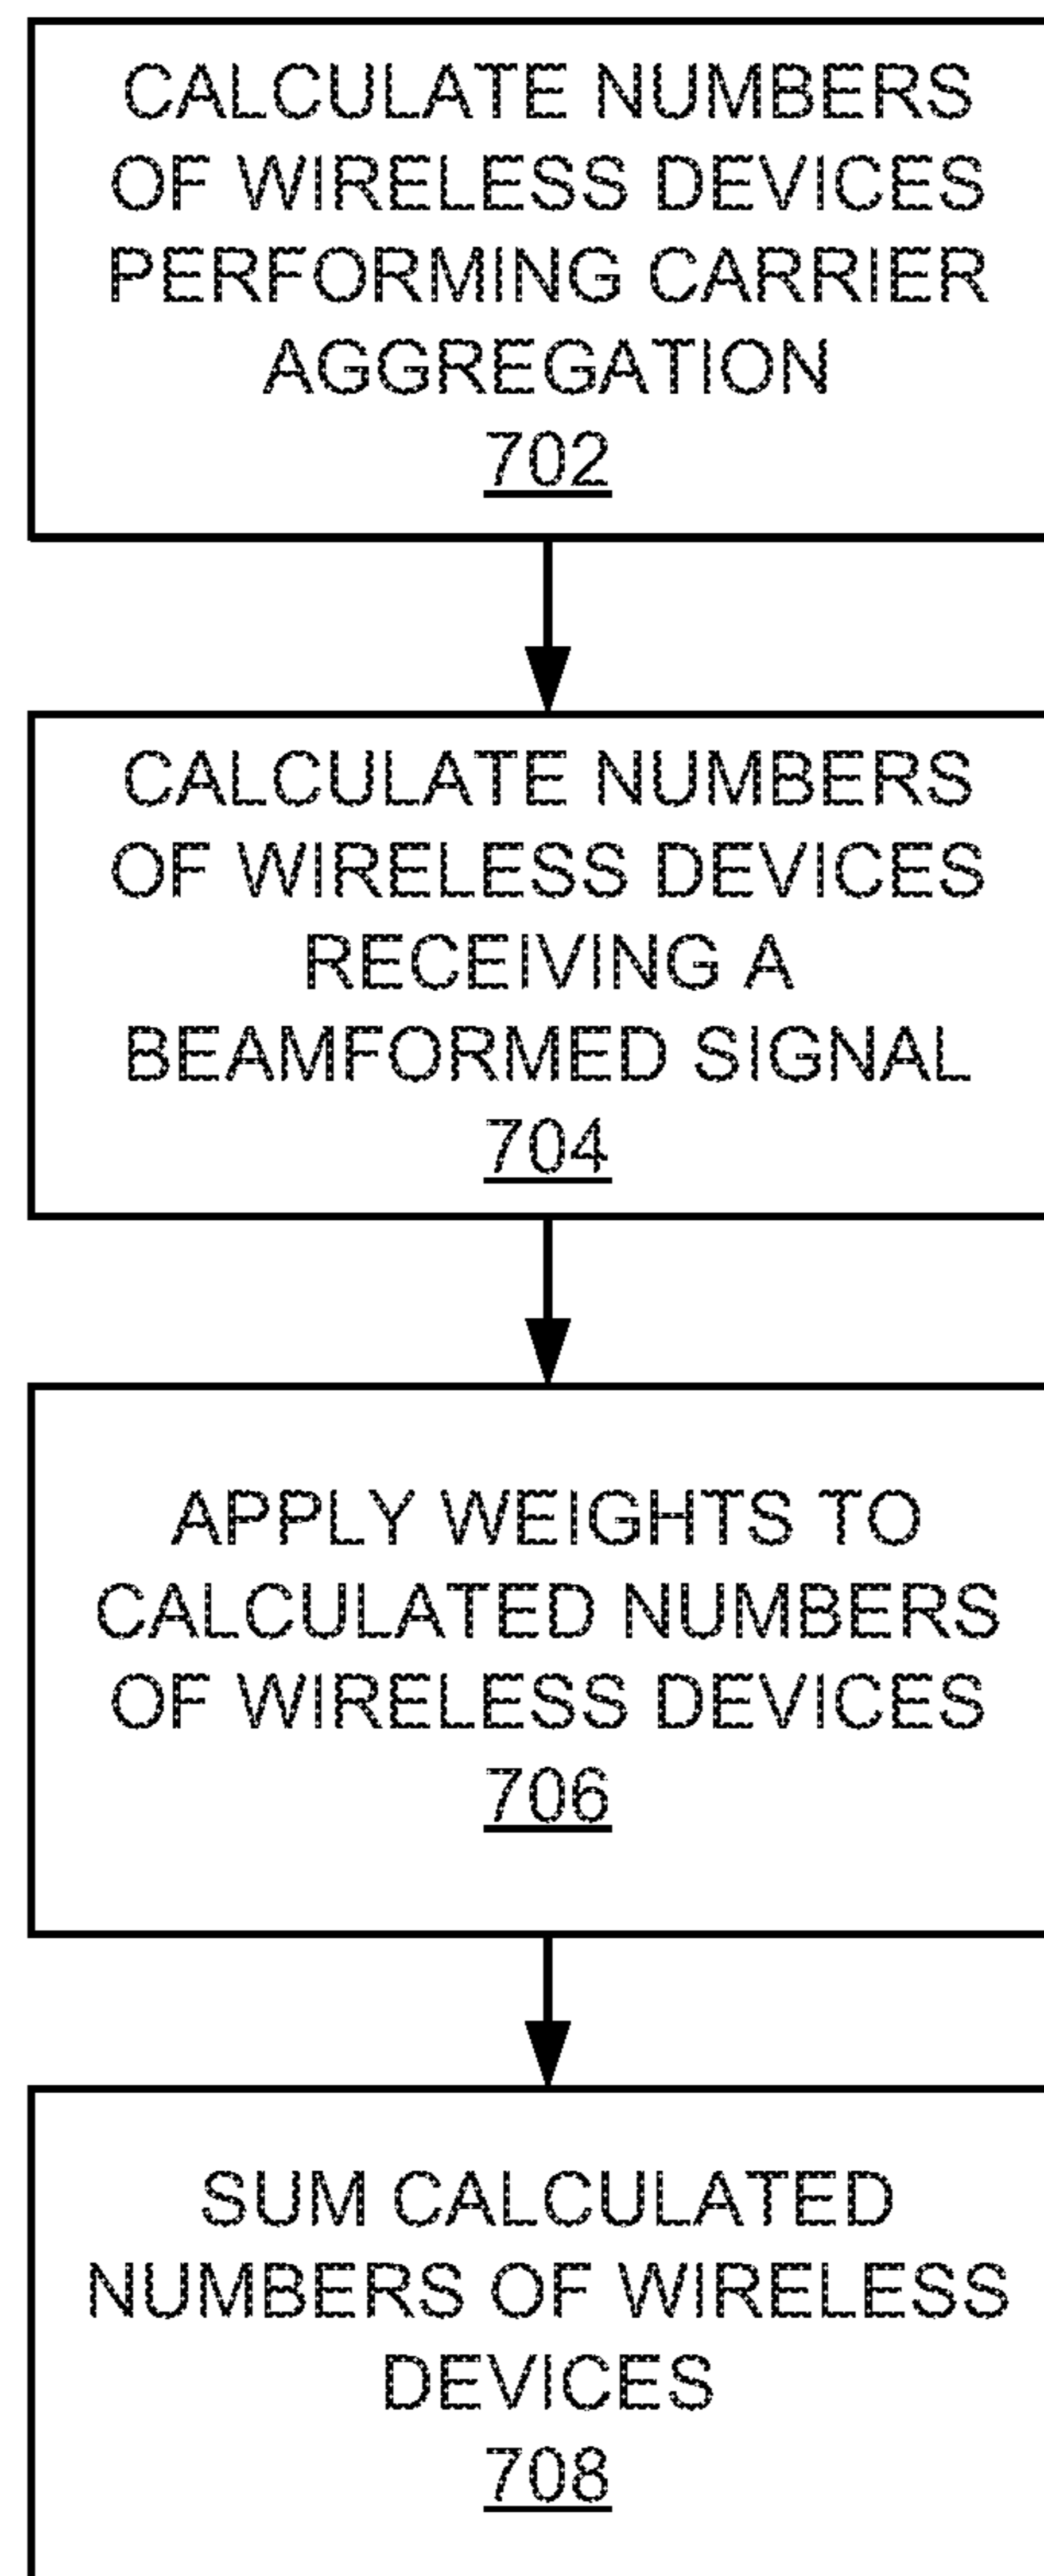 CALCULATE NUMBERS
OF WIRELESS DEVICES
PERFORMING CARRIER
AGGREGATION
702
CALCULATE NUMBERS
OF WIRELESS DEVICES
RECEIVING A
BEAMFORMED SIGNAL
704
APPLY WEIGHTS TO
CALCULATED NUMBERS
OF WIRELESS DEVICES
706
SUM CALCULATED
NUMBERS OF WIRELESS
DEVICES
708